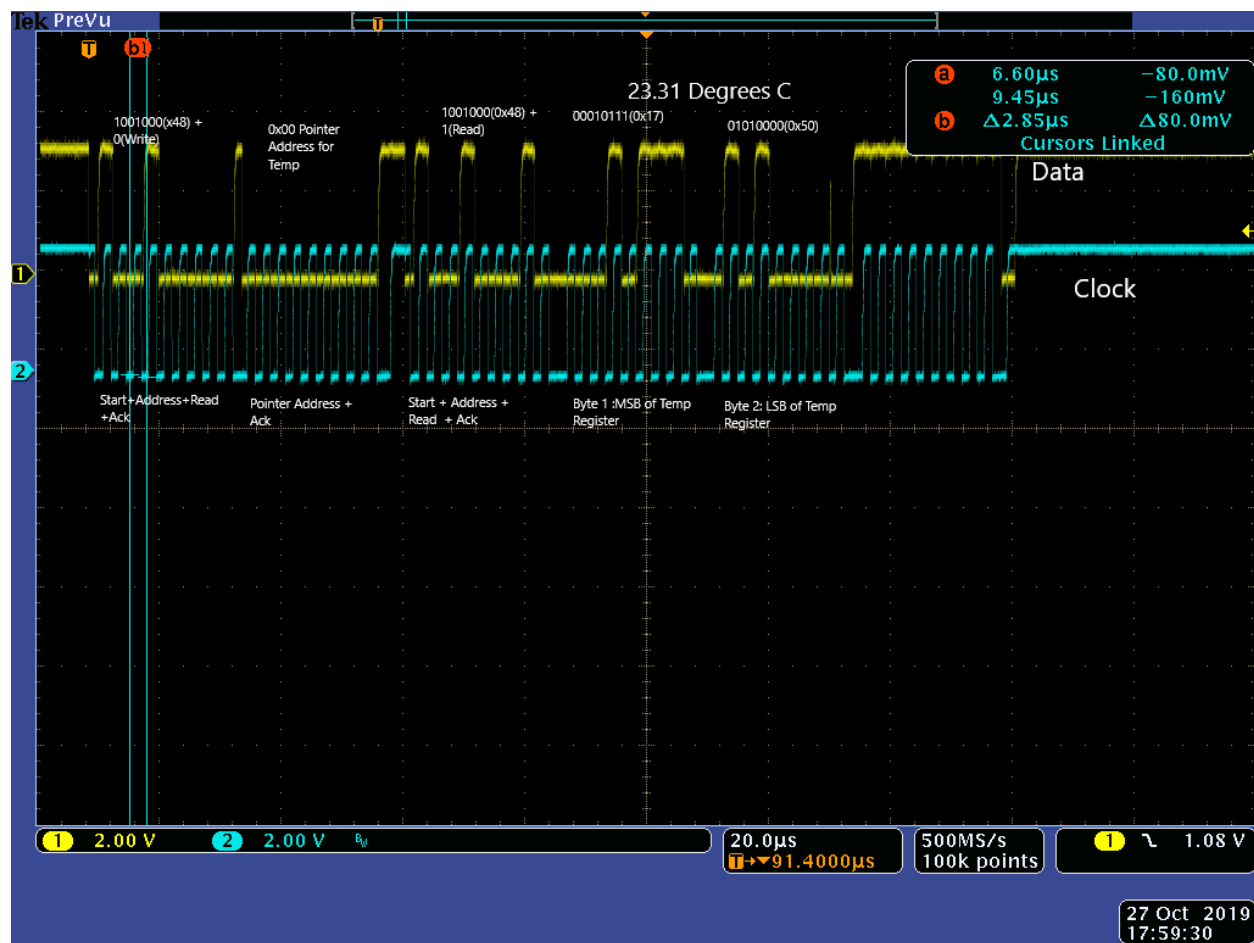 Tek PreVu
T
T
b
a 6.60µs −80.0mV
9.45µs −160mV
b Δ2.85µs Δ80.0mV
Cursors Linked
23.31 Degrees C
1001000(x48) +
0(Write)
0x00 Pointer
Address for
Temp
1001000(0x48) +
1(Read)
00010111(0x17)
01010000(0x50)
Data
1
Clock
2
Start+Address+Read
+Ack
Pointer Address +
Ack
Start + Address +
Read + Ack
Byte 1 :MSB of Temp
Register
Byte 2: LSB of Temp
Register
1 2.00 V 2 2.00 V BW
20.0µs
T→▼91.4000µs
500MS/s
100k points
1 1.08 V
27 Oct 2019
17:59:30